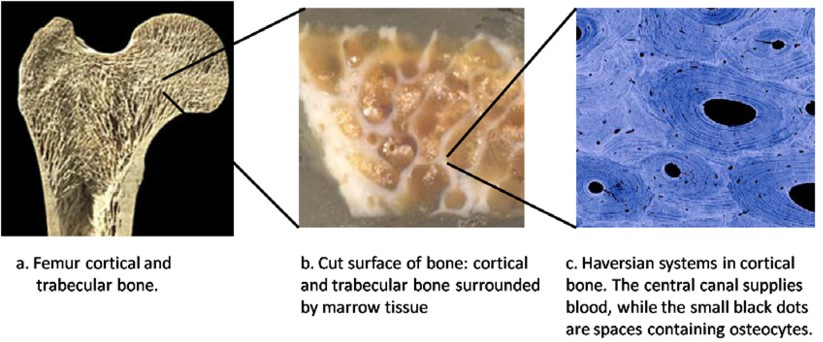 a. Femur cortical and
trabecular bone.
b. Cut surface of bone: cortical
and trabecular bone surrounded
by marrow tissue
c. Haversian systems in cortical
bone. The central canal supplies
blood, while the small black dots
are spaces containing osteocytes.